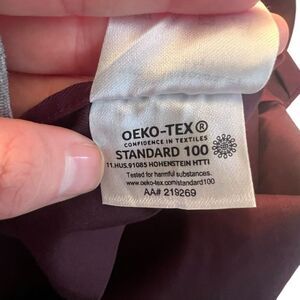 OEKO-TEX®
CONFIDENCE IN TEXTILES
STANDARD 100
11.HUS.91085 HOHENSTEIN HTTI
Tested for harmful substances.
www.oeko-tex.com/standard100
AA# 219269